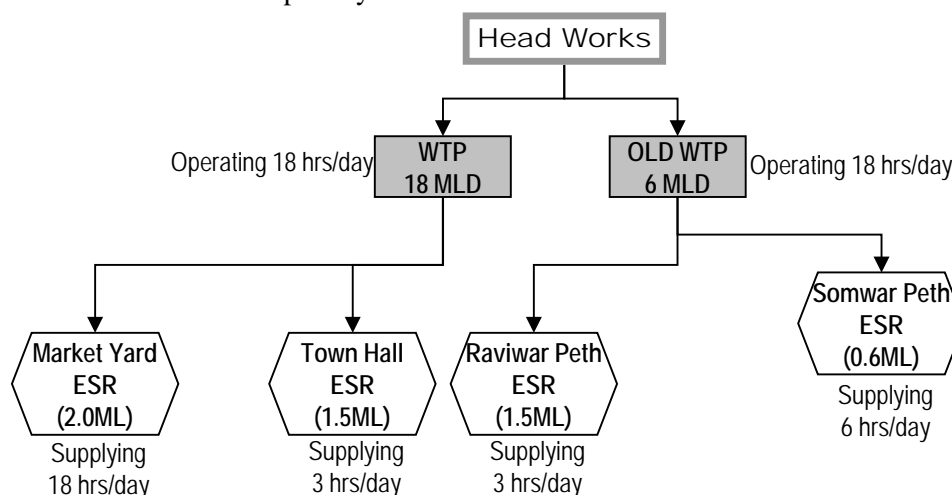 Head Works
Operating 18 hrs/day
WTP
18 MLD
OLD WTP
6 MLD
Operating 18 hrs/day
Market Yard
ESR
(2.0ML)
Supplying
18 hrs/day
Town Hall
ESR
(1.5ML)
Supplying
3 hrs/day
Raviwar Peth
ESR
(1.5ML)
Supplying
3 hrs/day
Somwar Peth
ESR
(0.6ML)
Supplying
6 hrs/day